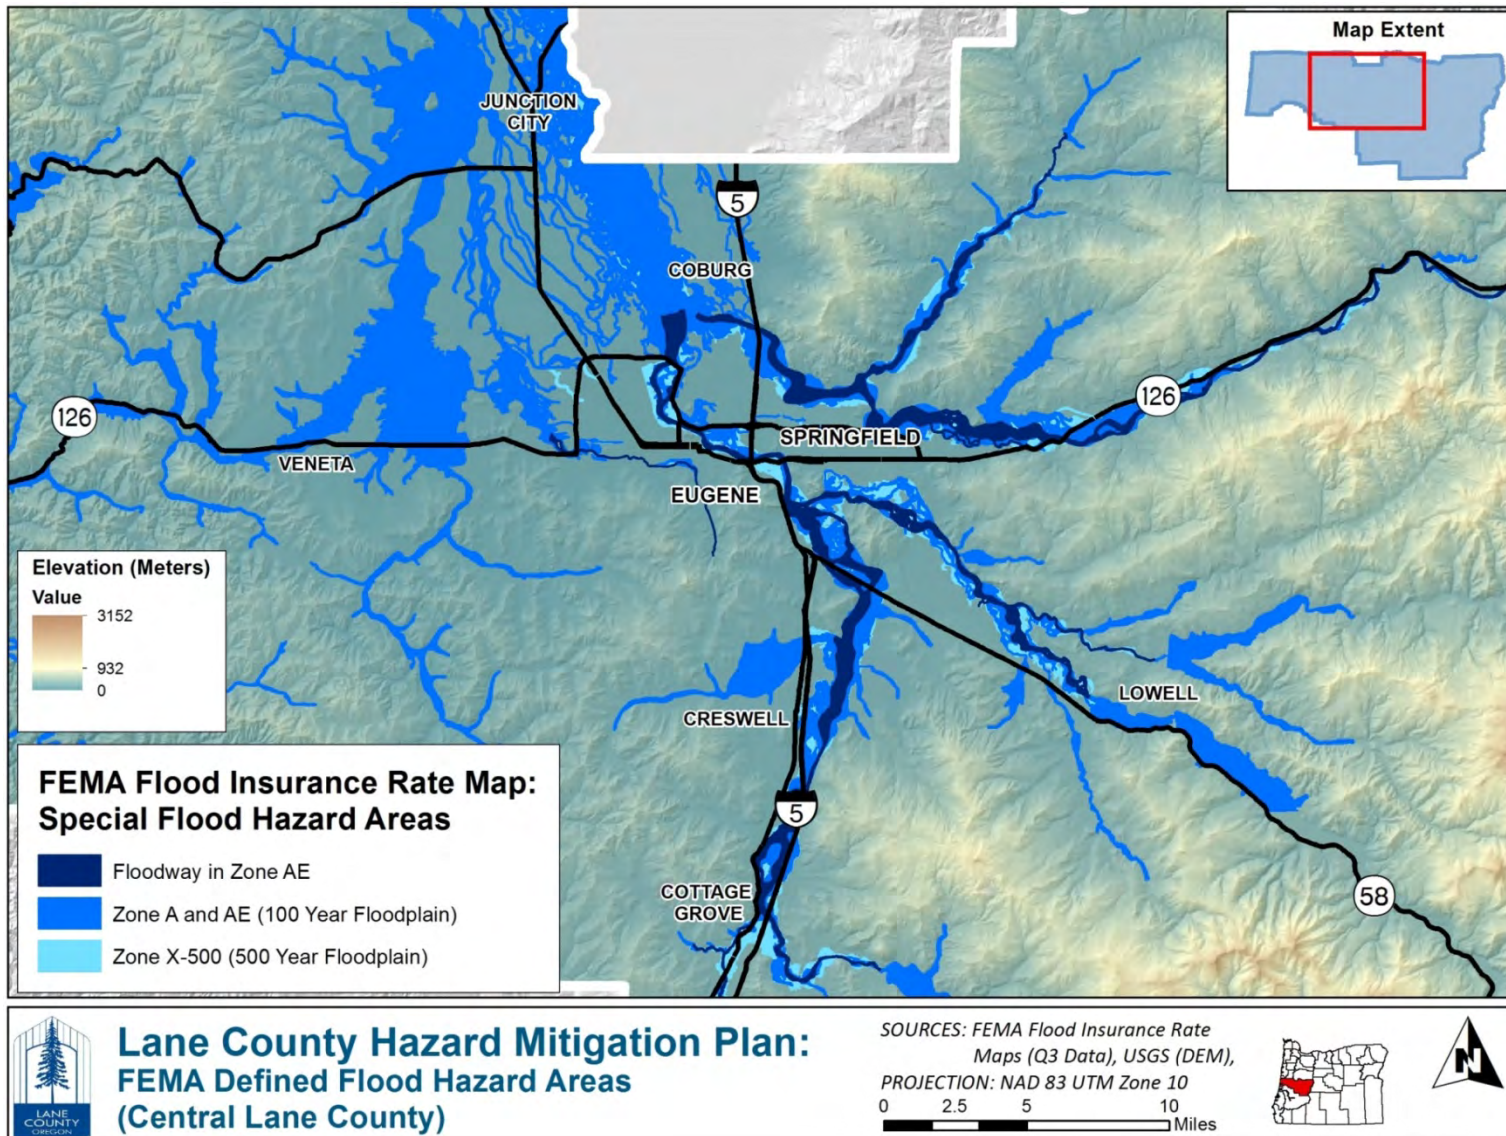 Map Extent
JUNCTION
CITY
5
COBURG
126
126
SPRINGFIELD
VENETA
EUGENE
Elevation (Meters)
Value
3152
932
0
LOWELL
CRESWELL
FEMA Flood Insurance Rate Map:
Special Flood Hazard Areas
5
Floodway in Zone AE
Zone A and AE (100 Year Floodplain)
Zone X-500 (500 Year Floodplain)
COTTAGE
GROVE
58
LANE
COUNTY
OREGON
Lane County Hazard Mitigation Plan:
FEMA Defined Flood Hazard Areas
(Central Lane County)
SOURCES: FEMA Flood Insurance Rate
Maps (Q3 Data), USGS (DEM),
PROJECTION: NAD 83 UTM Zone 10
0 2.5 5 10
Miles
N